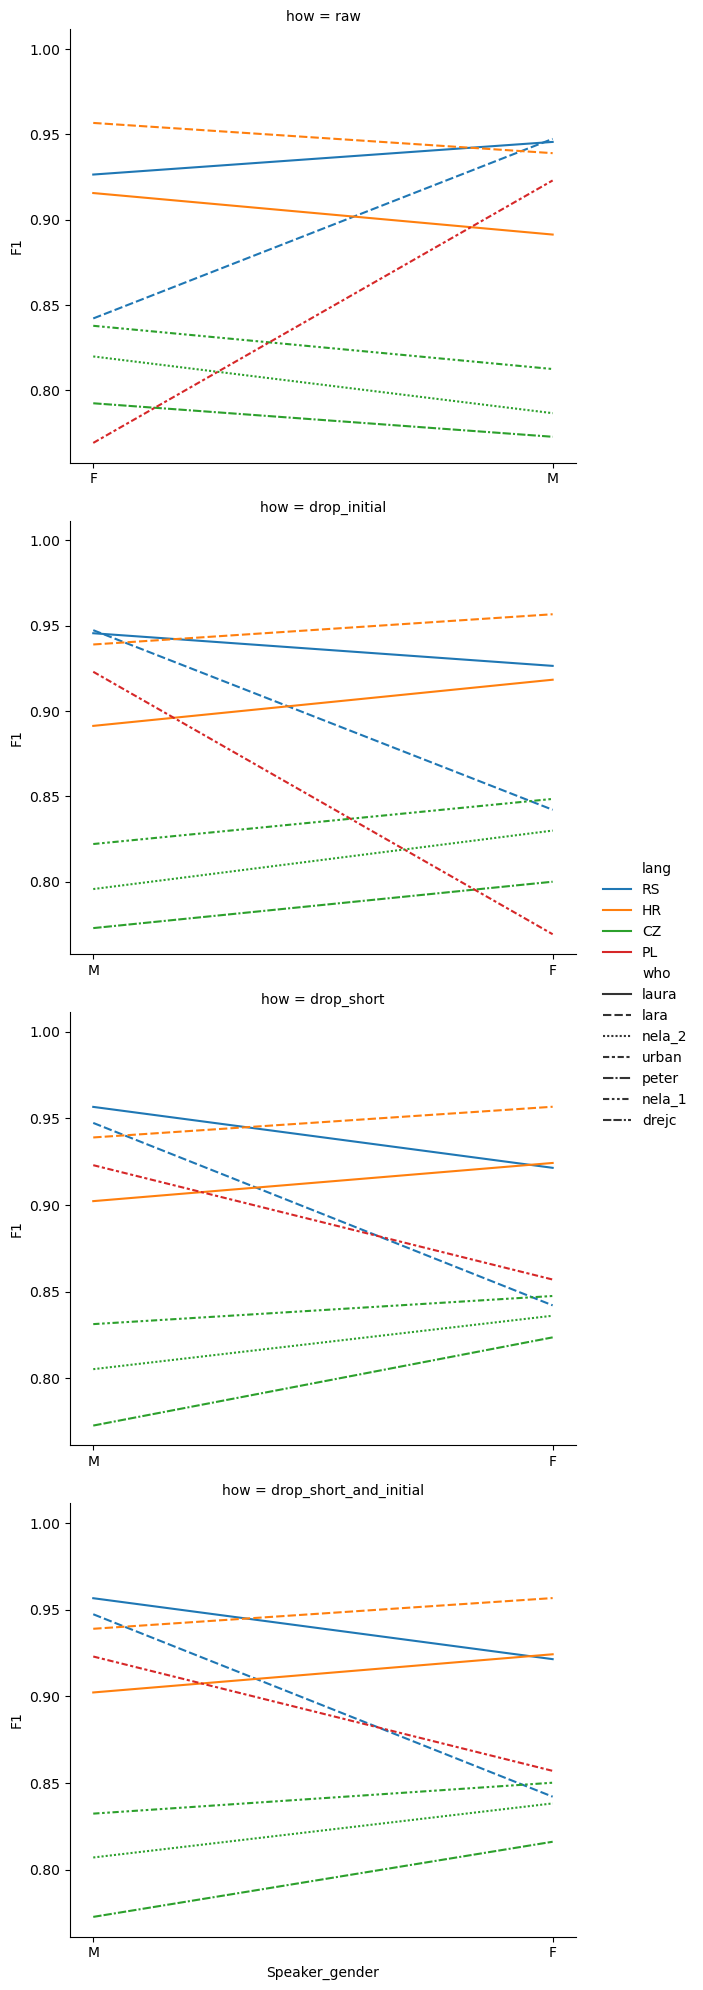 how = raw
1.00
0.95
0.90
0.85
0.80
F1
F
M
how = drop_initial
1.00
0.95
0.90
0.85
0.80
F1
M
F
how = drop_short
1.00
0.95
0.90
0.85
0.80
F1
M
F
how = drop_short_and_initial
1.00
0.95
0.90
0.85
0.80
F1
M
F
Speaker_gender
lang
RS
HR
CZ
PL
who
laura
lara
nela_2
urban
peter
nela_1
drejc